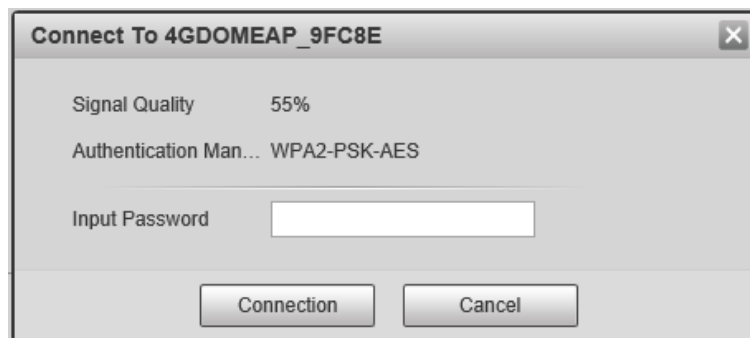 Connect To 4GDOMEAP_9FC8E
Signal Quality 55%
Authentication Man... WPA2-PSK-AES
Input Password
Connection Cancel